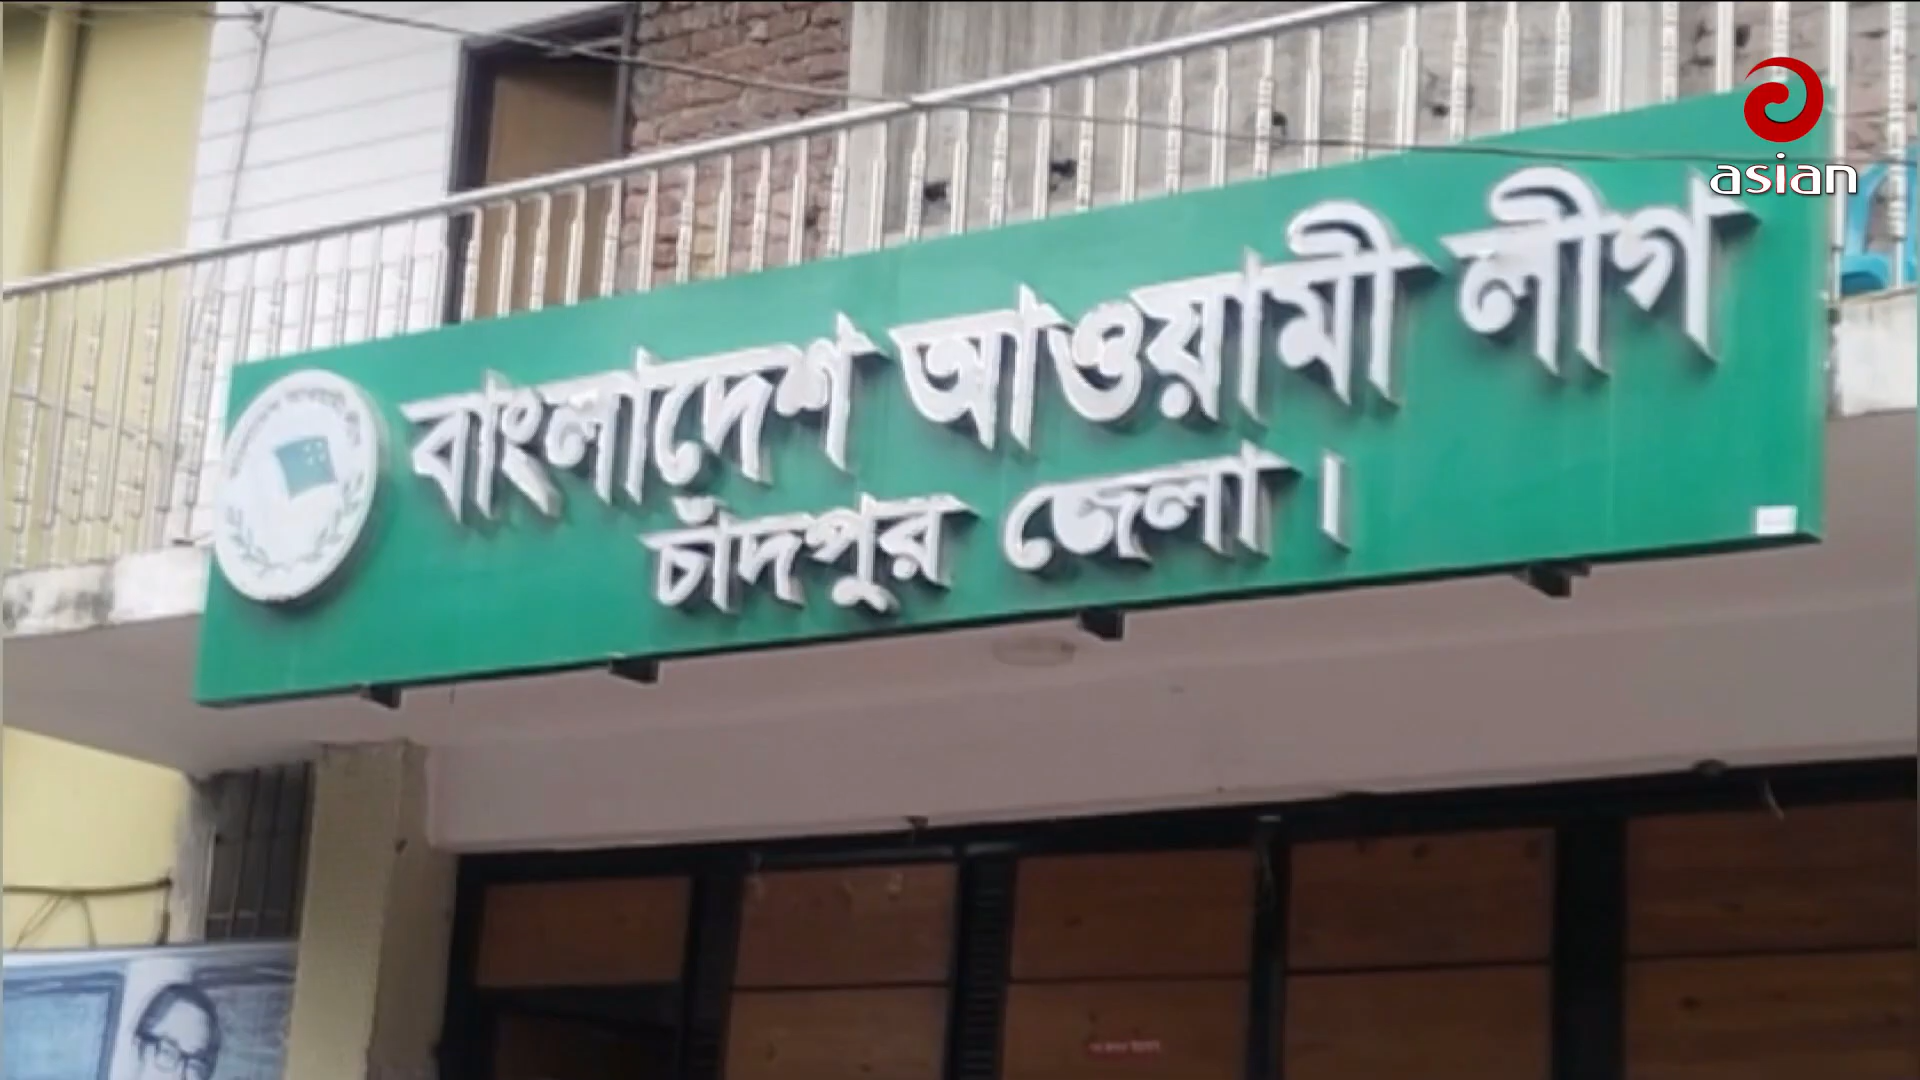 asian
বাংলাদেশ আওয়ামী লীগ
চাঁদপুর জেলা ।